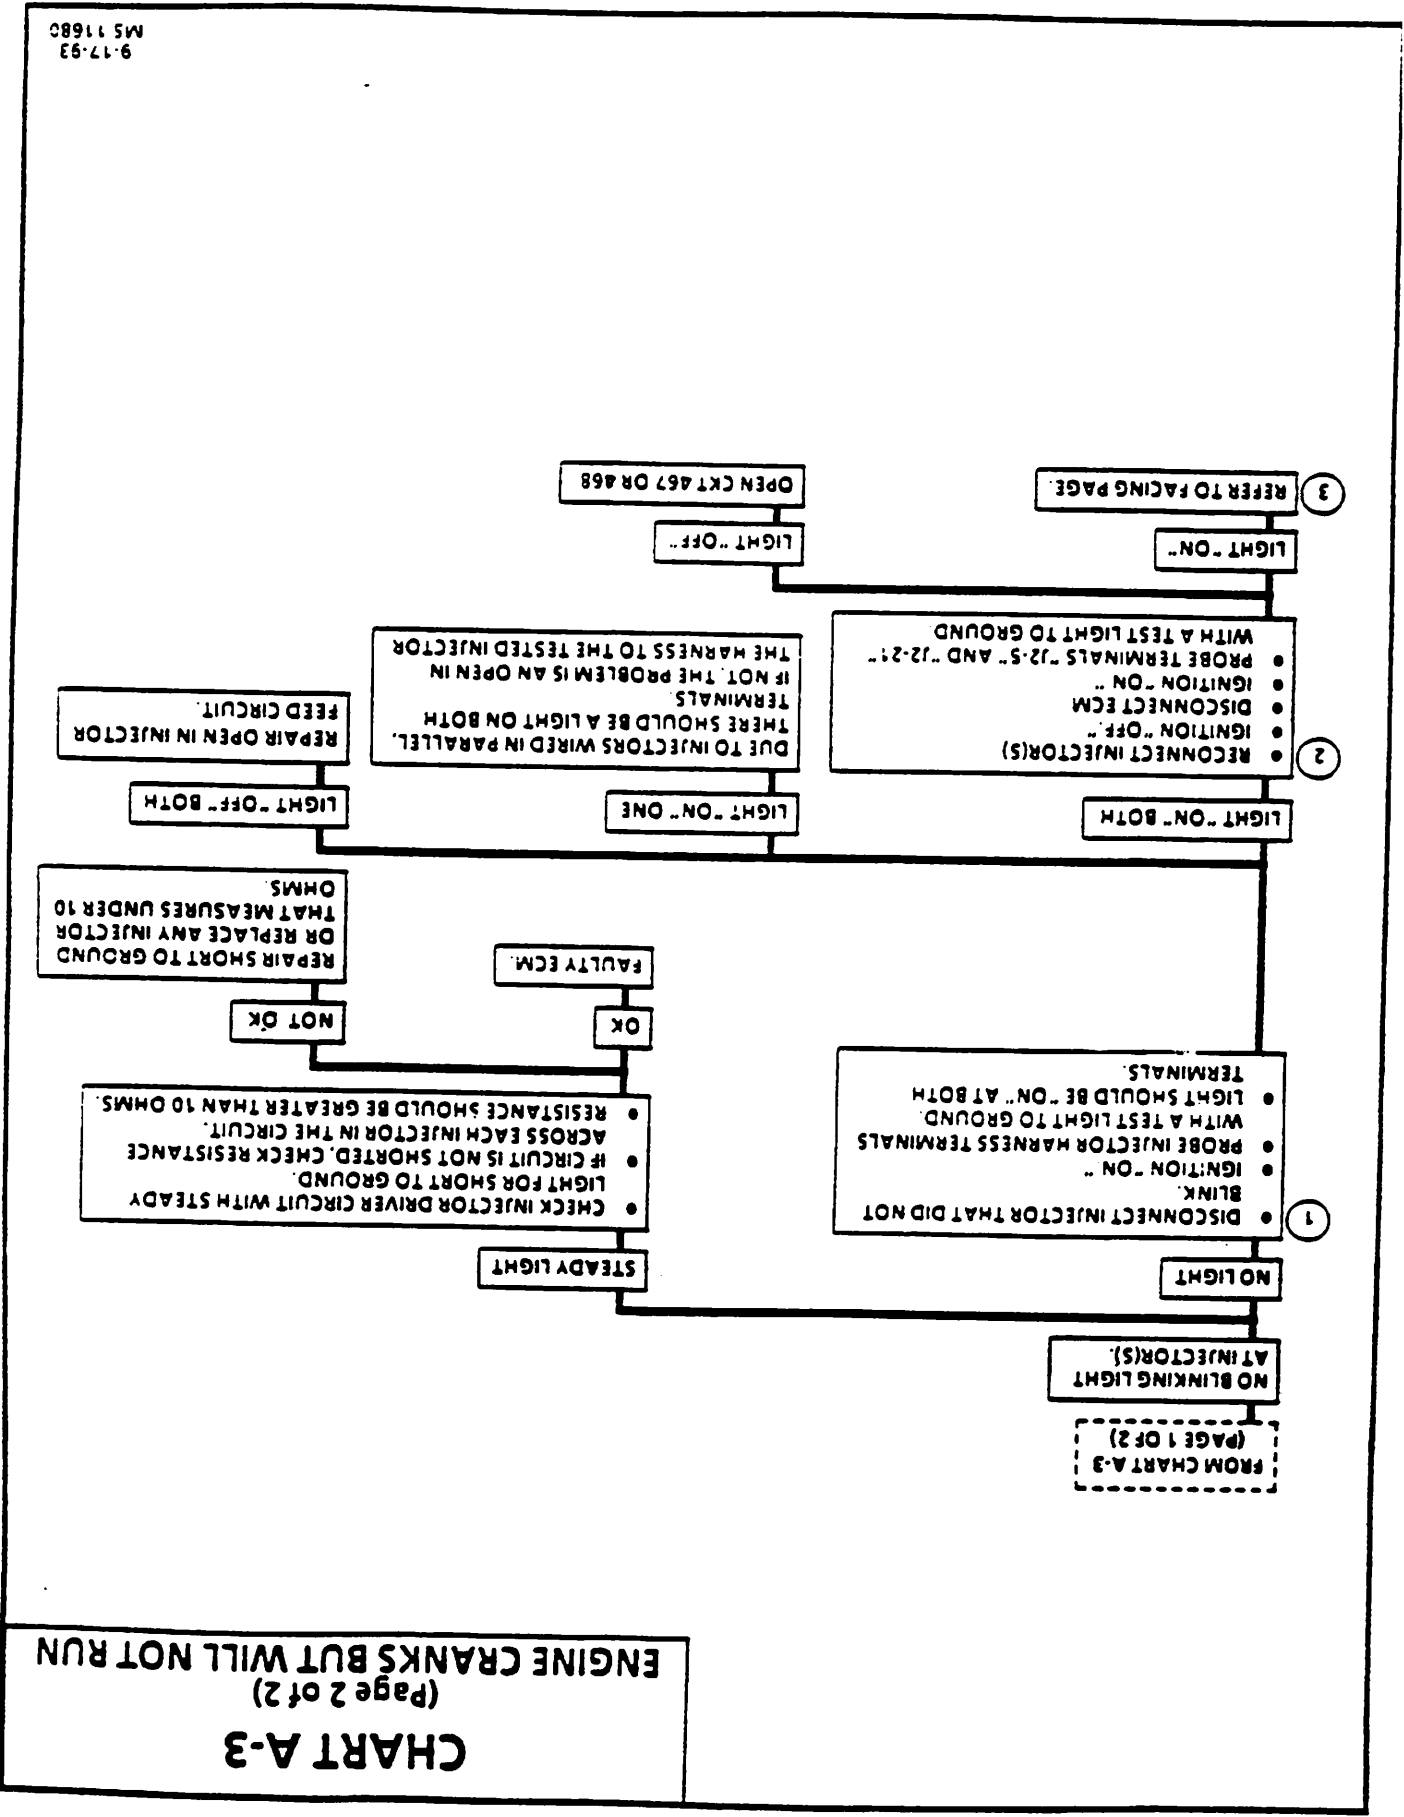 CHART A-3
(Page 2 of 2)
ENGINE CRANKS BUT WILL NOT RUN
FROM CHART A-3
(PAGE 1 OF 2)
NO BLINKING LIGHT
AT INJECTOR(S).
NO LIGHT
STEADY LIGHT
1
• DISCONNECT INJECTOR THAT DID NOT
BLINK.
• IGNITION "ON"
• PROBE INJECTOR HARNESS TERMINALS
WITH A TEST LIGHT TO GROUND.
• LIGHT SHOULD BE "ON" AT BOTH
TERMINALS.
• CHECK INJECTOR DRIVER CIRCUIT WITH STEADY
LIGHT FOR SHORT TO GROUND.
• IF CIRCUIT IS NOT SHORTED, CHECK RESISTANCE
ACROSS EACH INJECTOR IN THE CIRCUIT.
• RESISTANCE SHOULD BE GREATER THAN 10 OHMS.
OK
NOT OK
FAULTY ECM.
REPAIR SHORT TO GROUND
OR REPLACE ANY INJECTOR
THAT MEASURES UNDER 10
OHMS.
LIGHT "ON" BOTH
LIGHT "ON" ONE
LIGHT "OFF" BOTH
2
• RECONNECT INJECTOR(S)
• IGNITION "OFF".
• DISCONNECT ECM
• IGNITION "ON"
• PROBE TERMINALS "J2-5" AND "J2-21"
WITH A TEST LIGHT TO GROUND
DUE TO INJECTORS WIRED IN PARALLEL,
THERE SHOULD BE A LIGHT ON BOTH
TERMINALS.
IF NOT, THE PROBLEM IS AN OPEN IN
THE HARNESS TO THE TESTED INJECTOR
REPAIR OPEN IN INJECTOR
FEED CIRCUIT.
LIGHT "ON"
LIGHT "OFF"
3
REFER TO FACING PAGE.
OPEN CKT 467 OR 468
9-17-93
MS 11680